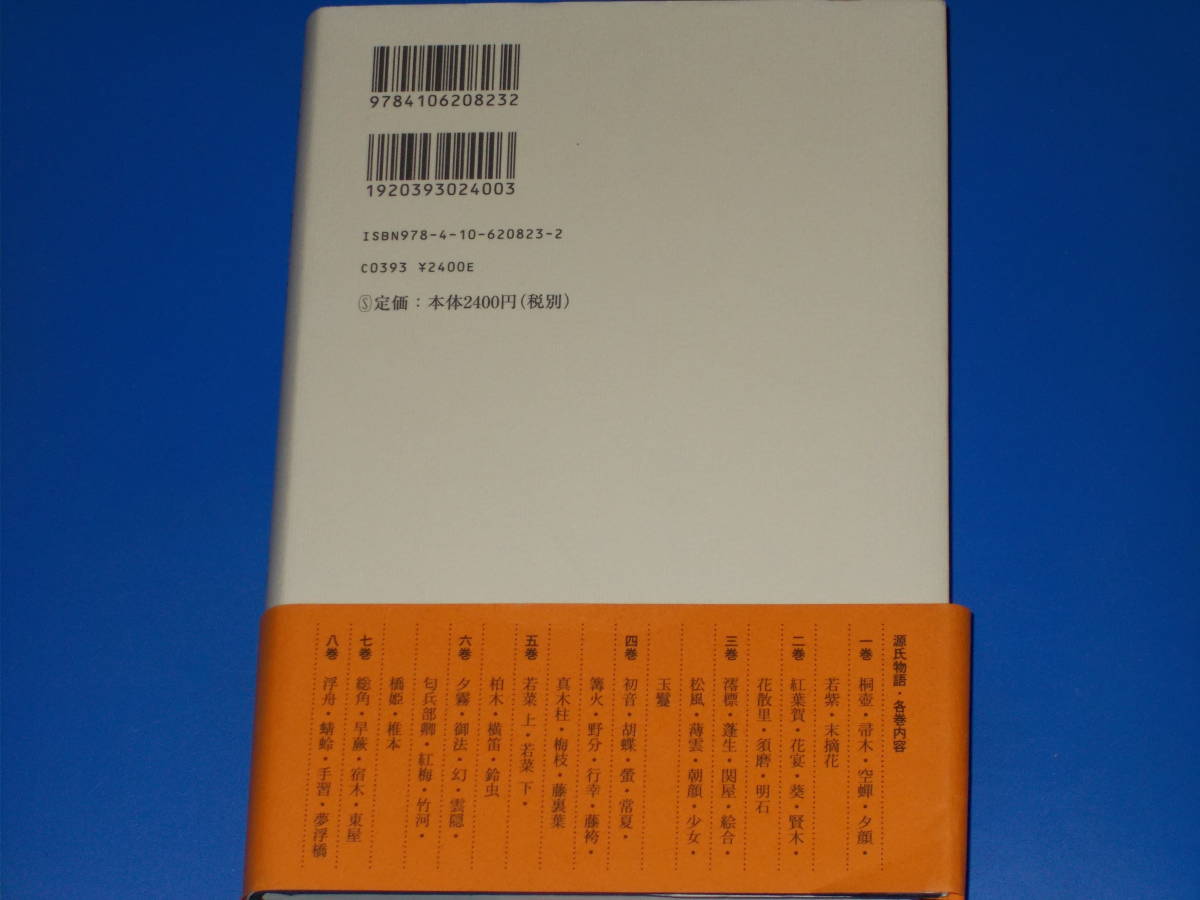 9784106208232
1920393024003
ISBN978-4-10-620823-2
C0393 ¥2400E
Ⓢ定価：本体2400円（税別）
源氏物語・各巻内容
一巻 桐壺・帚木・空蟬・夕顔・
若紫・末摘花
二巻 紅葉賀・花宴・葵・賢木・
花散里・須磨・明石
三巻 澪標・蓬生・関屋・絵合・
松風・薄雲・朝顔・少女・
玉鬘
四巻 初音・胡蝶・螢・常夏・
篝火・野分・行幸・藤袴・
真木柱・梅枝・藤裏葉
五巻 若菜 上・若菜 下・
柏木・横笛・鈴虫
六巻 夕霧・御法・幻・雲隠・
匂兵部卿・紅梅・竹河・
橋姫・椎本
七巻 総角・早蕨・宿木・東屋
八巻 浮舟・蜻蛉・手習・夢浮橋